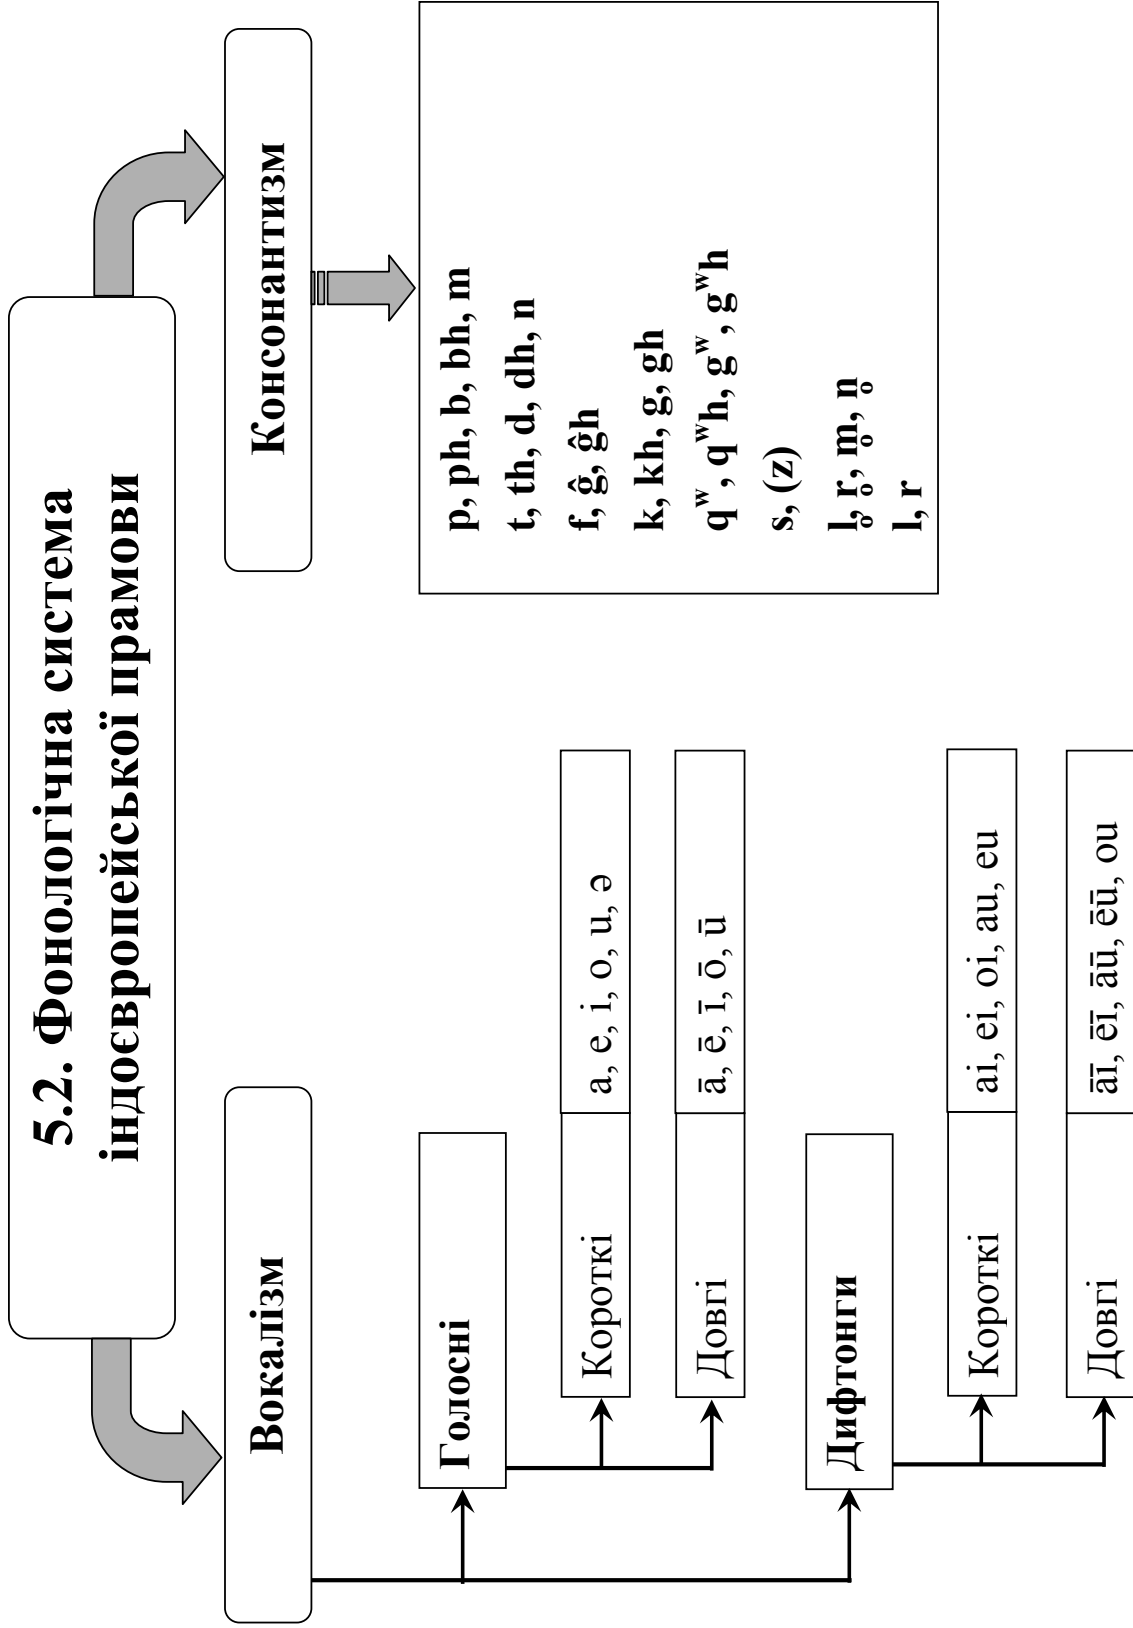 5.2. Фонологічна система
індоєвропейської прамови
Вокалізм
Голосні
Короткі a, e, i, o, u, ə
Довгі ā, ē, ī, ō, ū
Дифтонги
Короткі ai, ei, oi, au, eu
Довгі āī, ēī, āū, ēū, ou
Консонантизм
p, ph, b, bh, m
t, th, d, dh, n
f, ĝ, ĝh
k, kh, g, gh
qʷ, qʷh, gʷ, gʷh
s, (z)
l̥, r̥, m̥, n̥
l, r